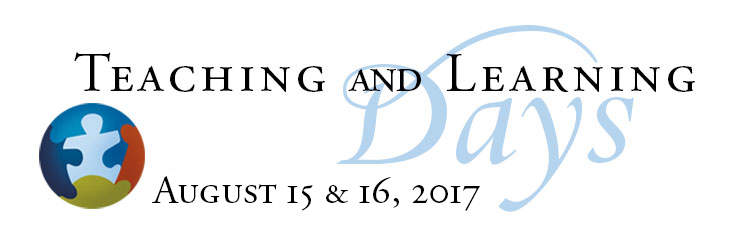 Teaching and Learning
Days
August 15 & 16, 2017